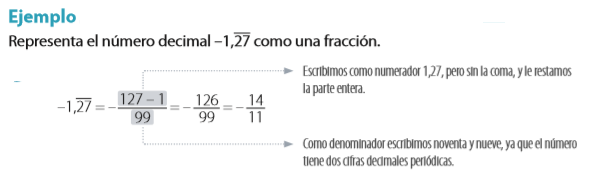 Ejemplo
Representa el número decimal –1,2̅7̅ como una fracción.
Escribimos como numerador 1,27, pero sin la coma, y le restamos
la parte entera.
–1,2̅7̅ = – (127 – 1)/99 = – 126/99 = – 14/11
Como denominador escribimos noventa y nueve, ya que el número
tiene dos cifras decimales periódicas.